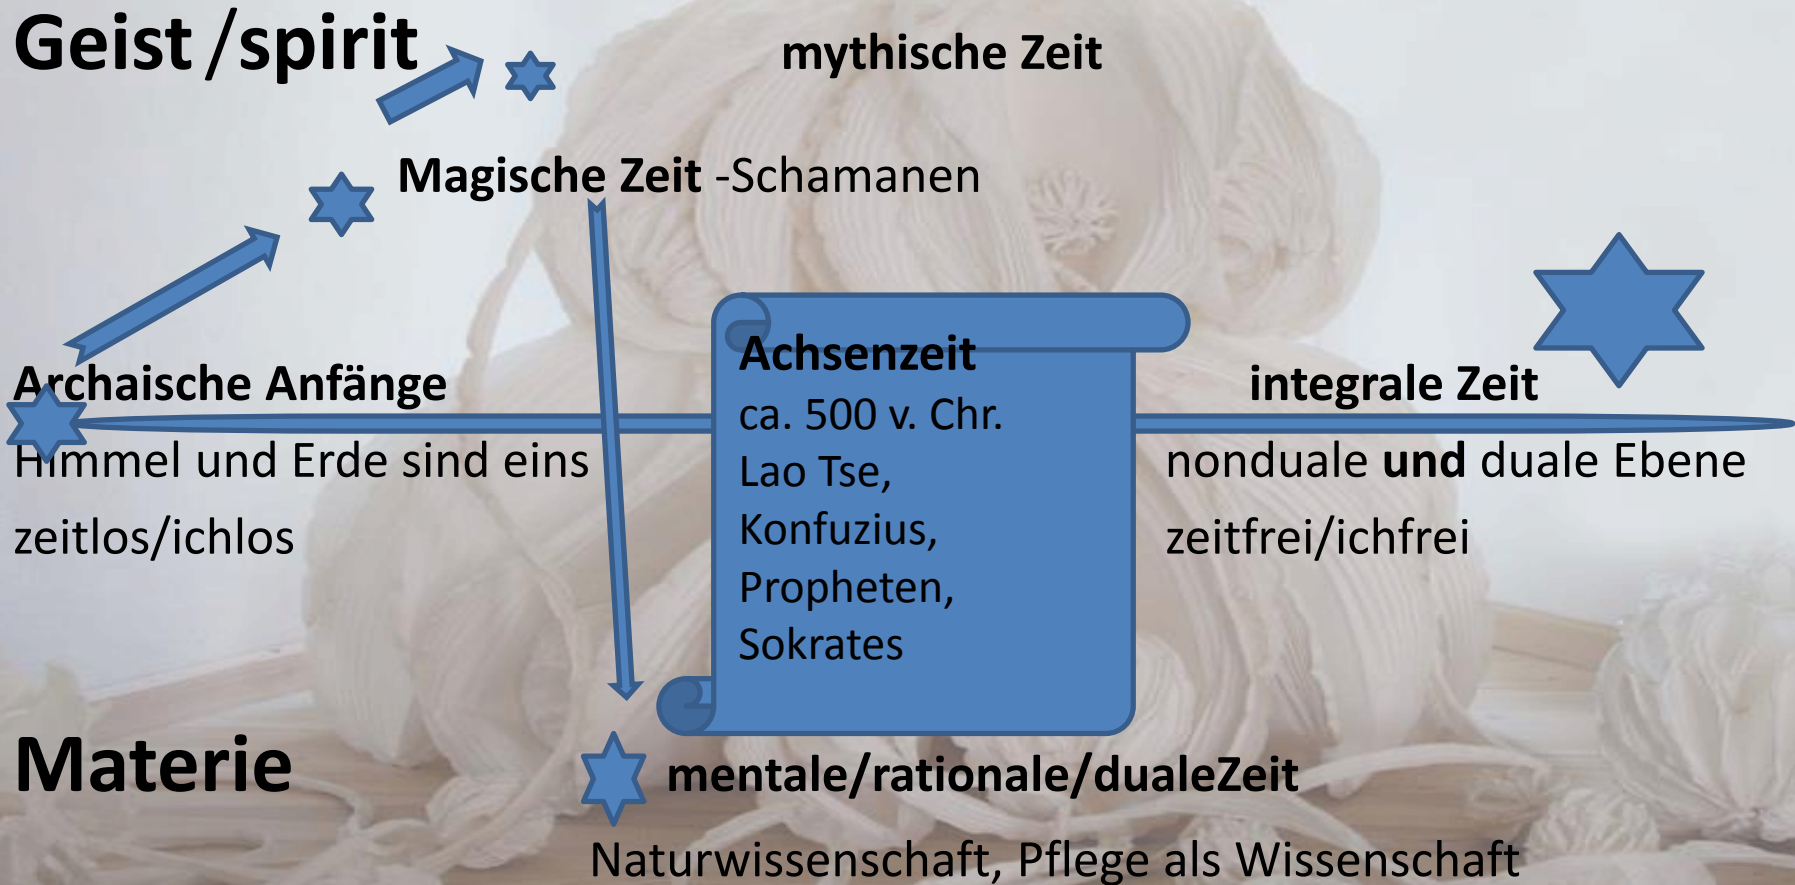 Geist /spirit
mythische Zeit
Magische Zeit -Schamanen
Archaische Anfänge
Himmel und Erde sind eins
zeitlos/ichlos
Achsenzeit
ca. 500 v. Chr.
Lao Tse,
Konfuzius,
Propheten,
Sokrates
integrale Zeit
nonduale und duale Ebene
zeitfrei/ichfrei
Materie
mentale/rationale/dualeZeit
Naturwissenschaft, Pflege als Wissenschaft